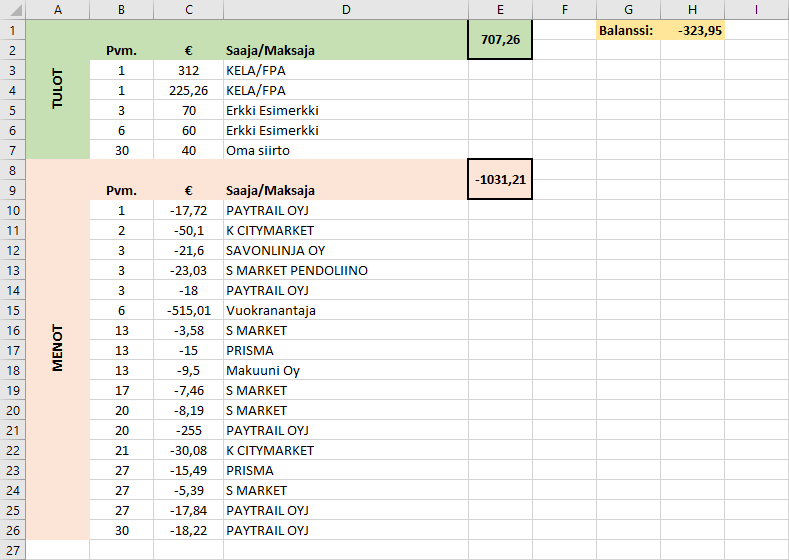 A B C D E F G H I
1 707,26 Balanssi: -323,95
2 Pvm. € Saaja/Maksaja
TULOT
3 1 312 KELA/FPA
4 1 225,26 KELA/FPA
5 3 70 Erkki Esimerkki
6 6 60 Erkki Esimerkki
7 30 40 Oma siirto
8 -1031,21
9 Pvm. € Saaja/Maksaja
MENOT
10 1 -17,72 PAYTRAIL OYJ
11 2 -50,1 K CITYMARKET
12 3 -21,6 SAVONLINJA OY
13 3 -23,03 S MARKET PENDOLIINO
14 3 -18 PAYTRAIL OYJ
15 6 -515,01 Vuokranantaja
16 13 -3,58 S MARKET
17 13 -15 PRISMA
18 13 -9,5 Makuuni Oy
19 17 -7,46 S MARKET
20 20 -8,19 S MARKET
21 20 -255 PAYTRAIL OYJ
22 21 -30,08 K CITYMARKET
23 27 -15,49 PRISMA
24 27 -5,39 S MARKET
25 27 -17,84 PAYTRAIL OYJ
26 30 -18,22 PAYTRAIL OYJ
27